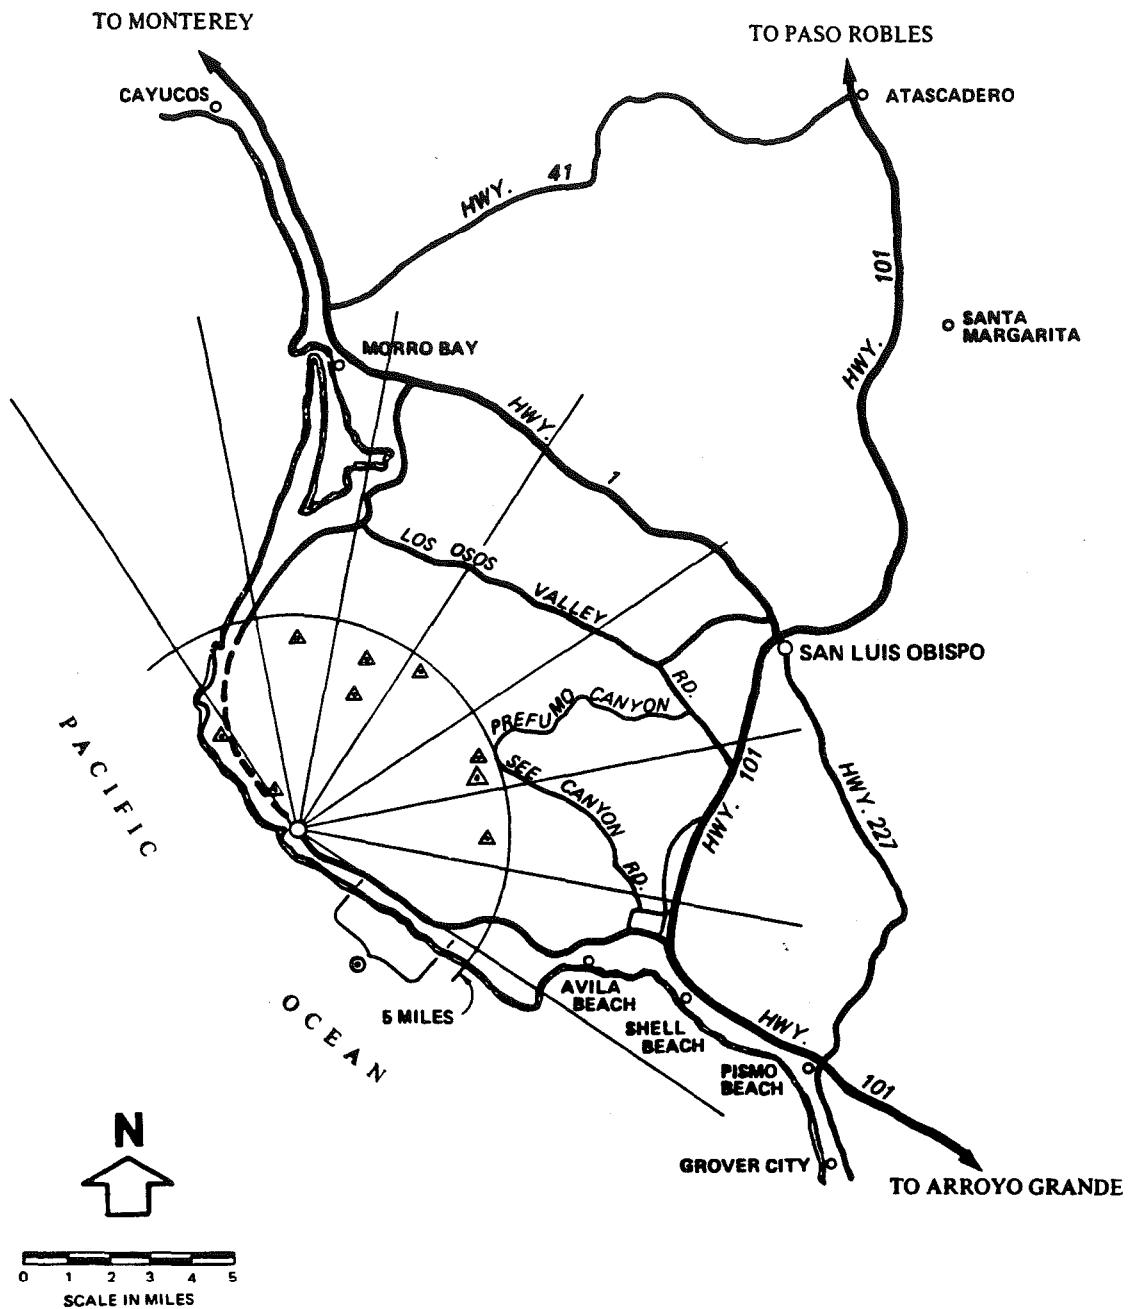 TO MONTEREY
TO PASO ROBLES
CAYUCOS
ATASCADERO
HWY. 41
HWY. 101
SANTA
MARGARITA
MORRO BAY
HWY. 1
LOS OSOS VALLEY RD.
SAN LUIS OBISPO
PREFUMO CANYON
SEE CANYON RD.
HWY. 101
HWY. 227
PACIFIC
OCEAN
5 MILES
AVILA
BEACH
SHELL
BEACH
HWY. 101
PISMO
BEACH
GROVER CITY
TO ARROYO GRANDE
N
0 1 2 3 4 5
SCALE IN MILES